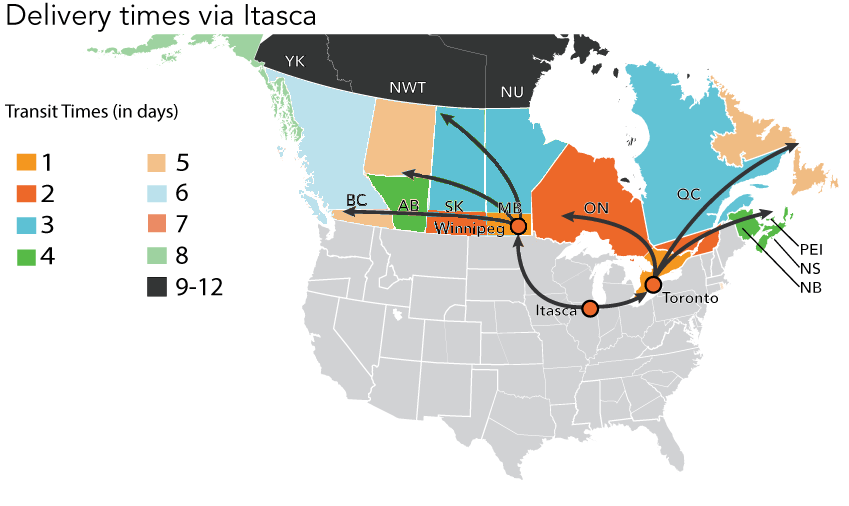 Delivery times via Itasca
Transit Times (in days)
1
2
3
4
5
6
7
8
9-12
YK
NWT
NU
BC
AB
SK
MB
Winnipeg
ON
QC
PEI
NS
NB
Toronto
Itasca